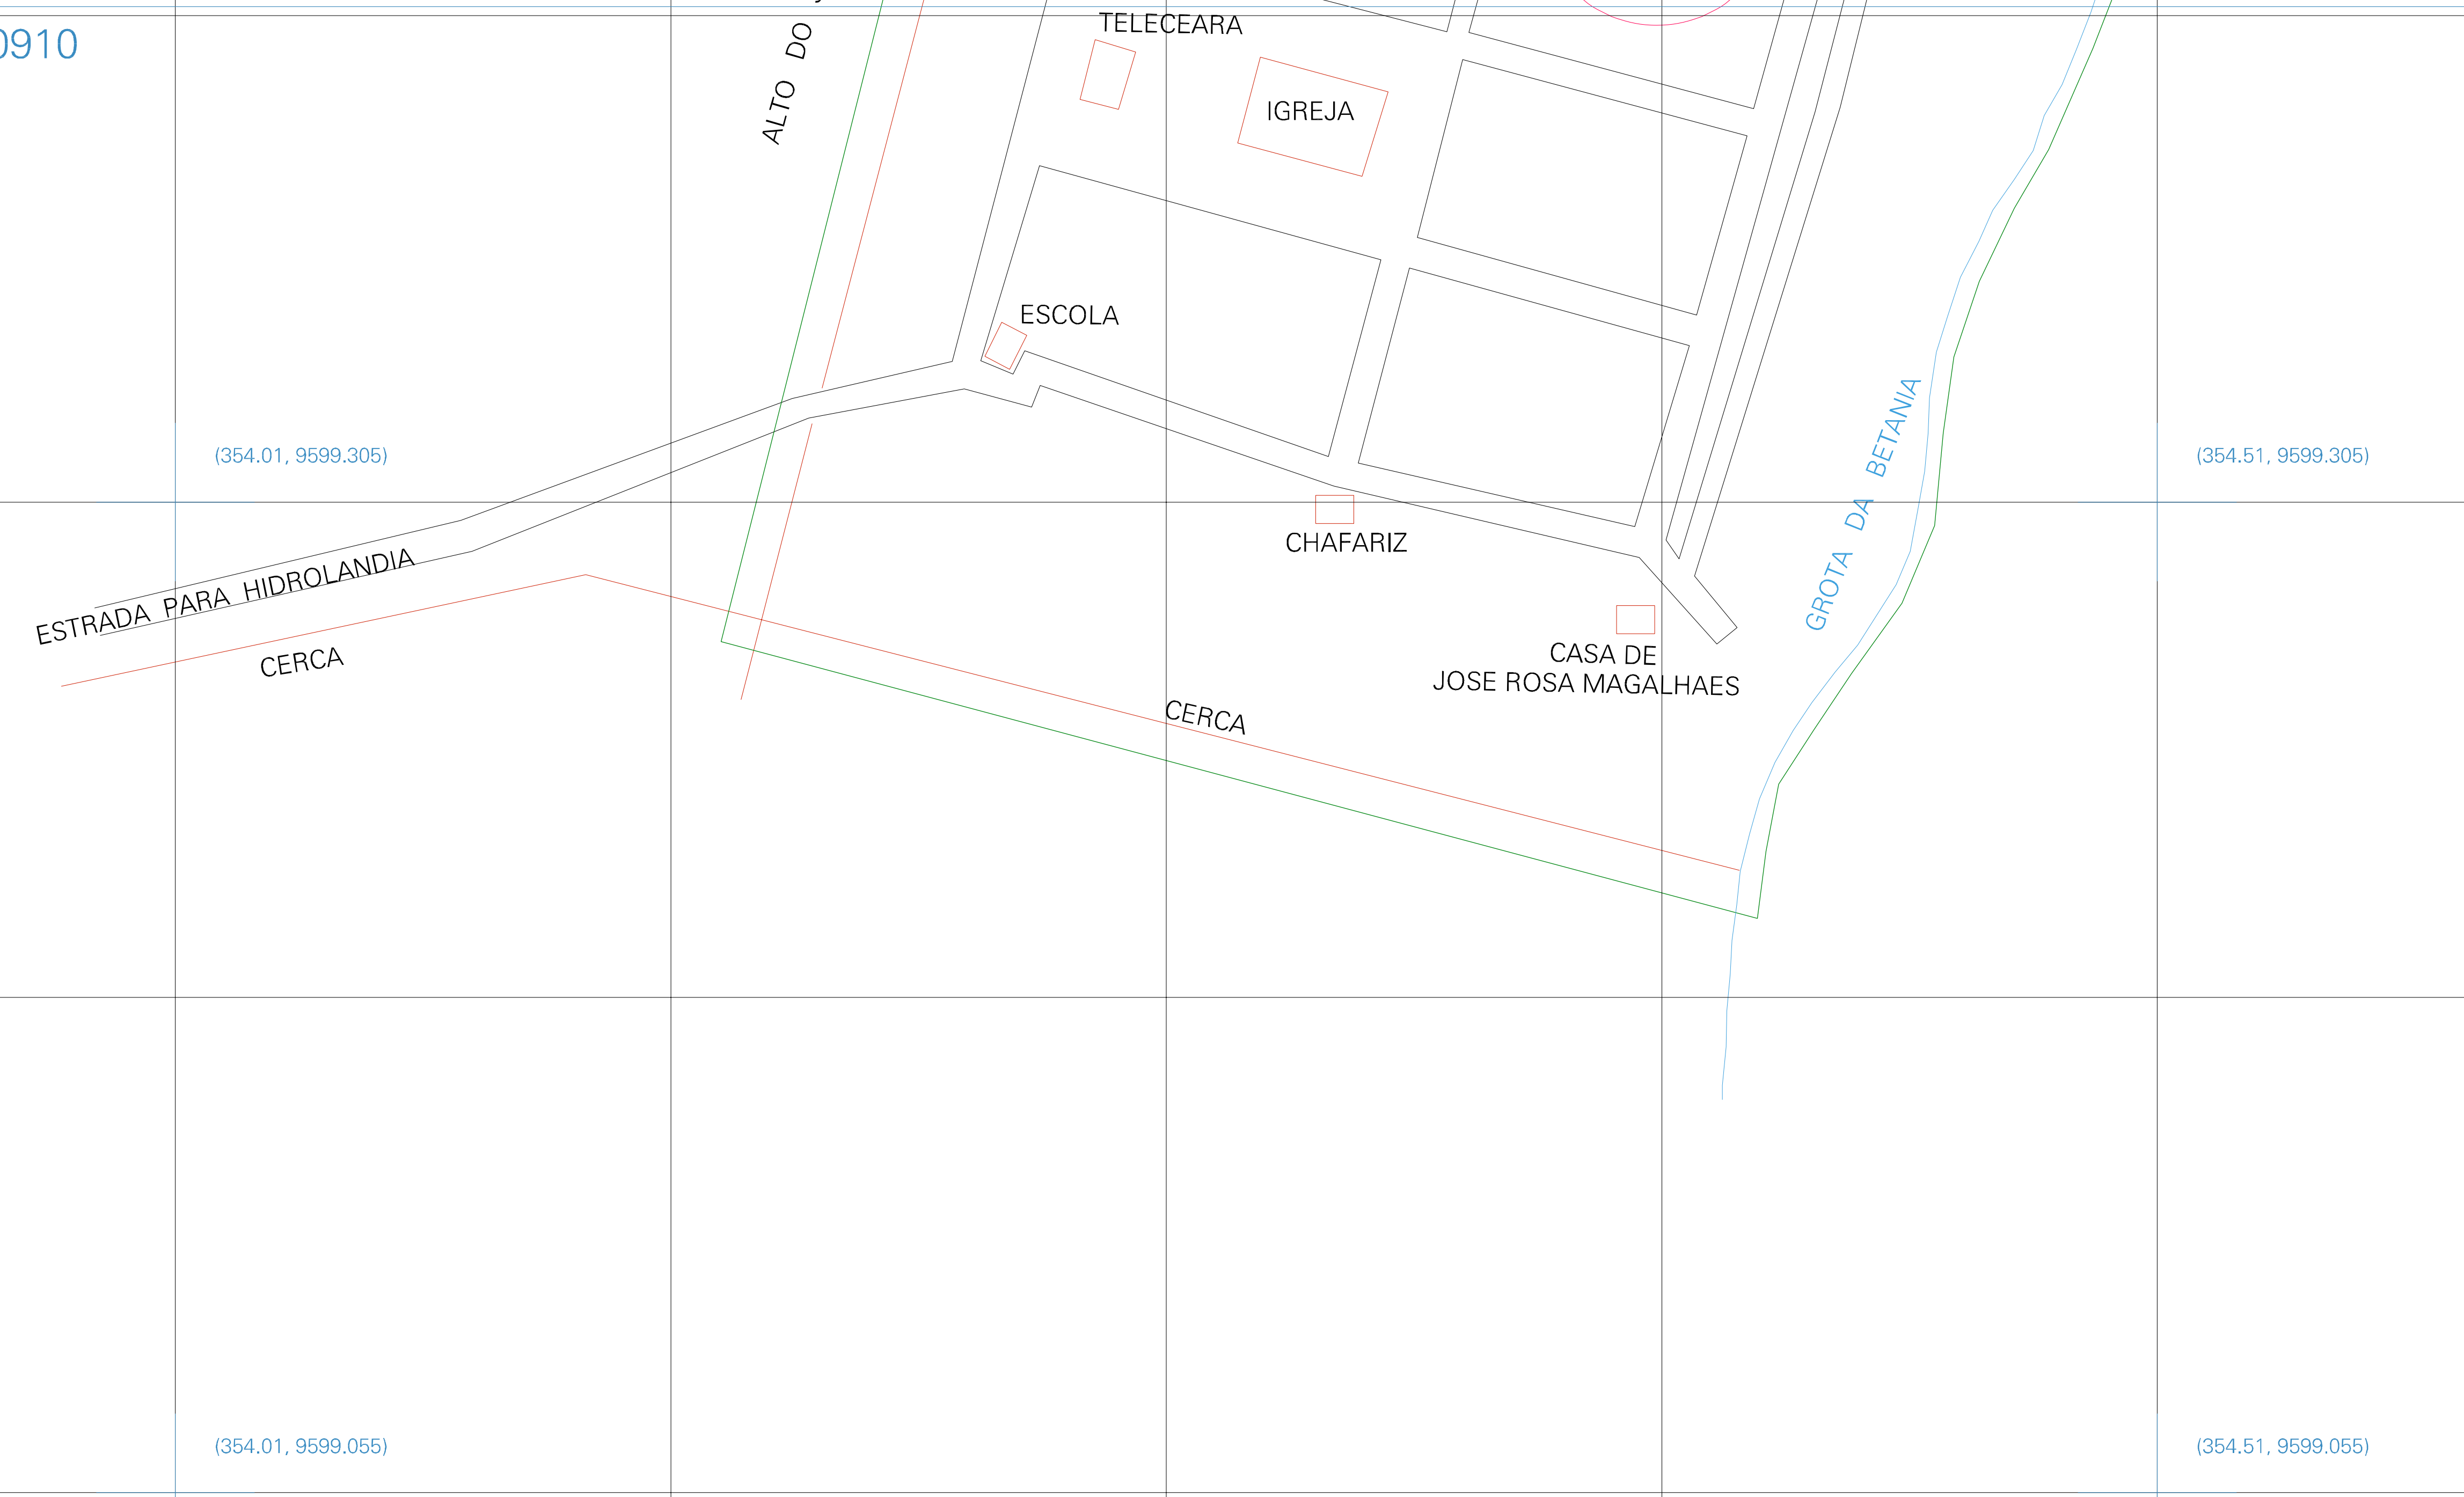 TELECEARA
0910
ALTO DO
IGREJA
ESCOLA
(354.01, 9599.305)
(354.51, 9599.305)
GROTA DA BETANIA
CHAFARIZ
ESTRADA PARA HIDROLANDIA
CERCA
CASA DE
JOSE ROSA MAGALHAES
CERCA
(354.01, 9599.055)
(354.51, 9599.055)